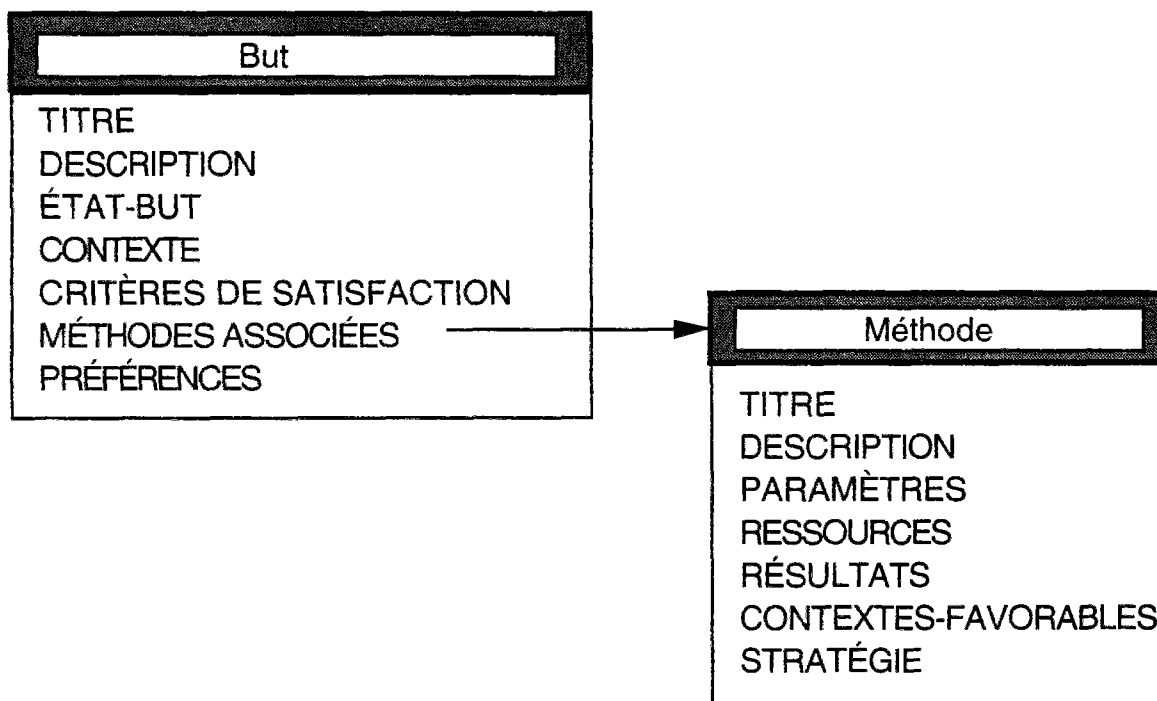 But
TITRE
DESCRIPTION
ÉTAT-BUT
CONTEXTE
CRITÈRES DE SATISFACTION
MÉTHODES ASSOCIÉES
PRÉFÉRENCES
Méthode
TITRE
DESCRIPTION
PARAMÈTRES
RESSOURCES
RÉSULTATS
CONTEXTES-FAVORABLES
STRATÉGIE